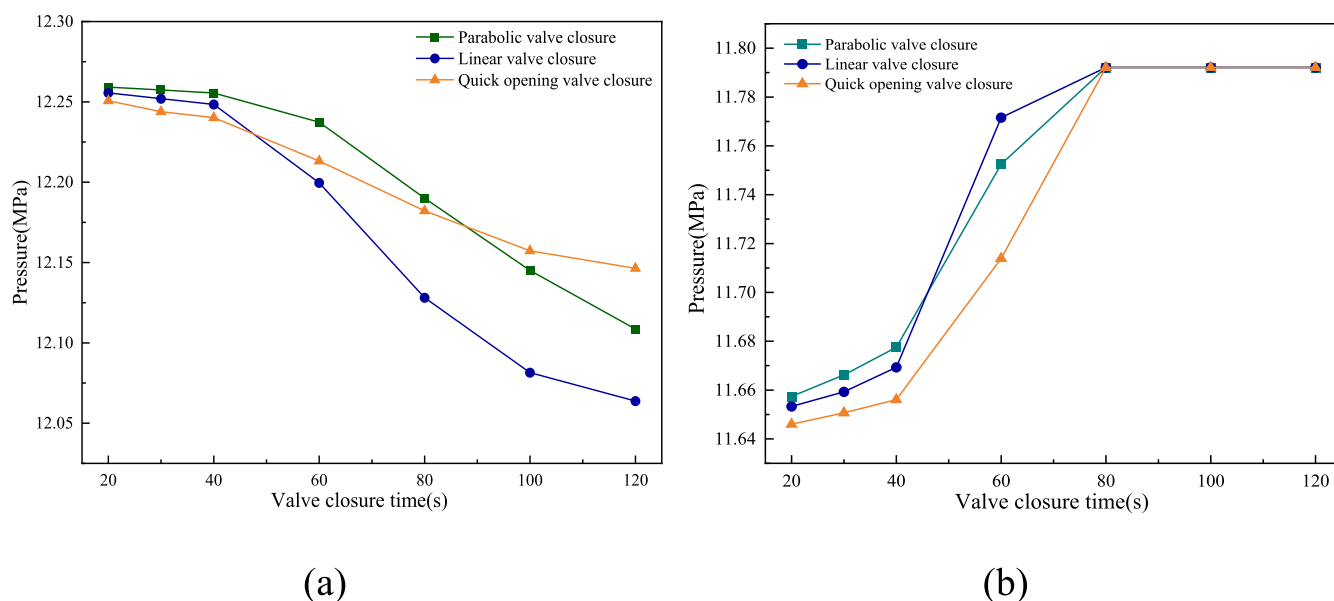 12.30
12.25
12.20
12.15
12.10
12.05
Pressure(MPa)
Parabolic valve closure
Linear valve closure
Quick opening valve closure
20 40 60 80 100 120
Valve closure time(s)
(a)
11.80
11.78
11.76
11.74
11.72
11.70
11.68
11.66
11.64
Pressure(MPa)
Parabolic valve closure
Linear valve closure
Quick opening valve closure
20 40 60 80 100 120
Valve closure time(s)
(b)